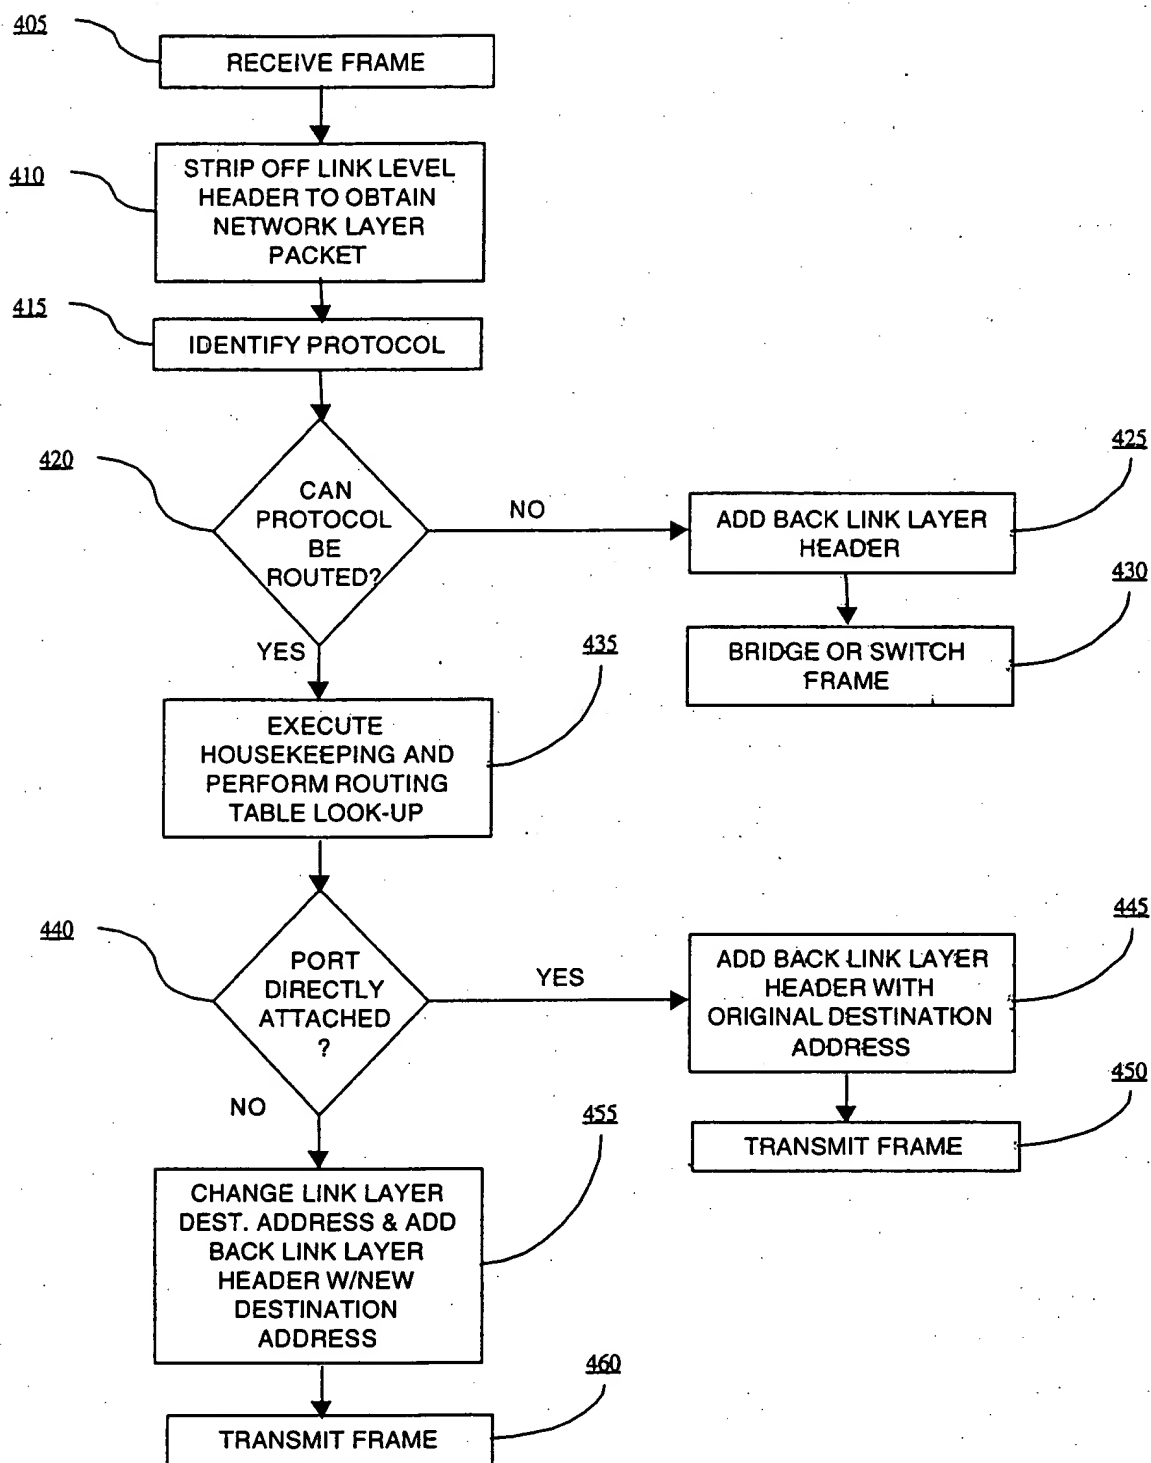 405
RECEIVE FRAME
410
STRIP OFF LINK LEVEL
HEADER TO OBTAIN
NETWORK LAYER
PACKET
415
IDENTIFY PROTOCOL
420
CAN
PROTOCOL
BE
ROUTED?
NO
425
ADD BACK LINK LAYER
HEADER
430
BRIDGE OR SWITCH
FRAME
YES
435
EXECUTE
HOUSEKEEPING AND
PERFORM ROUTING
TABLE LOOK-UP
440
PORT
DIRECTLY
ATTACHED
?
YES
445
ADD BACK LINK LAYER
HEADER WITH
ORIGINAL DESTINATION
ADDRESS
450
TRANSMIT FRAME
NO
455
CHANGE LINK LAYER
DEST. ADDRESS & ADD
BACK LINK LAYER
HEADER W/NEW
DESTINATION
ADDRESS
460
TRANSMIT FRAME